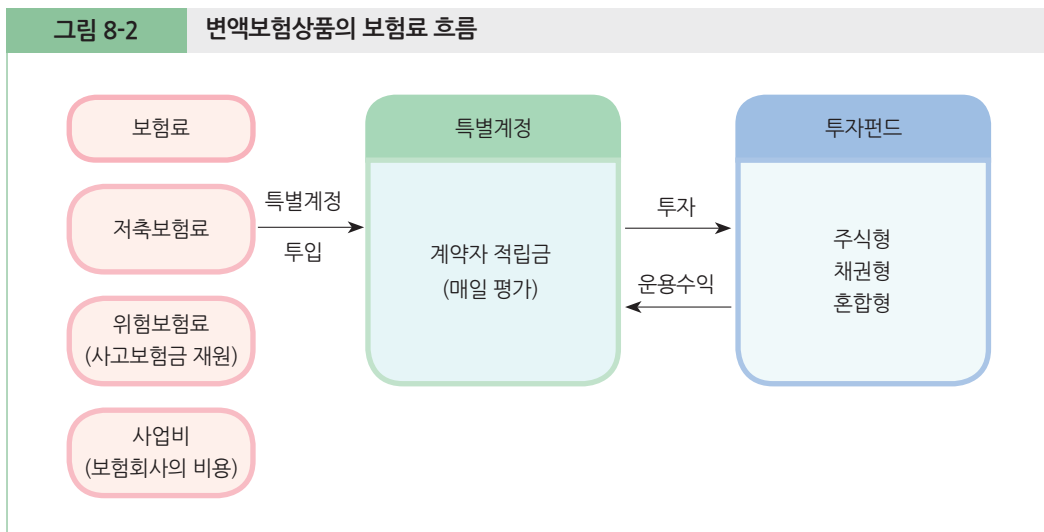 그림 8-2
변액보험상품의 보험료 흐름
보험료
저축보험료
위험보험료
(사고보험금 재원)
사업비
(보험회사의 비용)
특별계정
투입
특별계정
계약자 적립금
(매일 평가)
투자
운용수익
투자펀드
주식형
채권형
혼합형